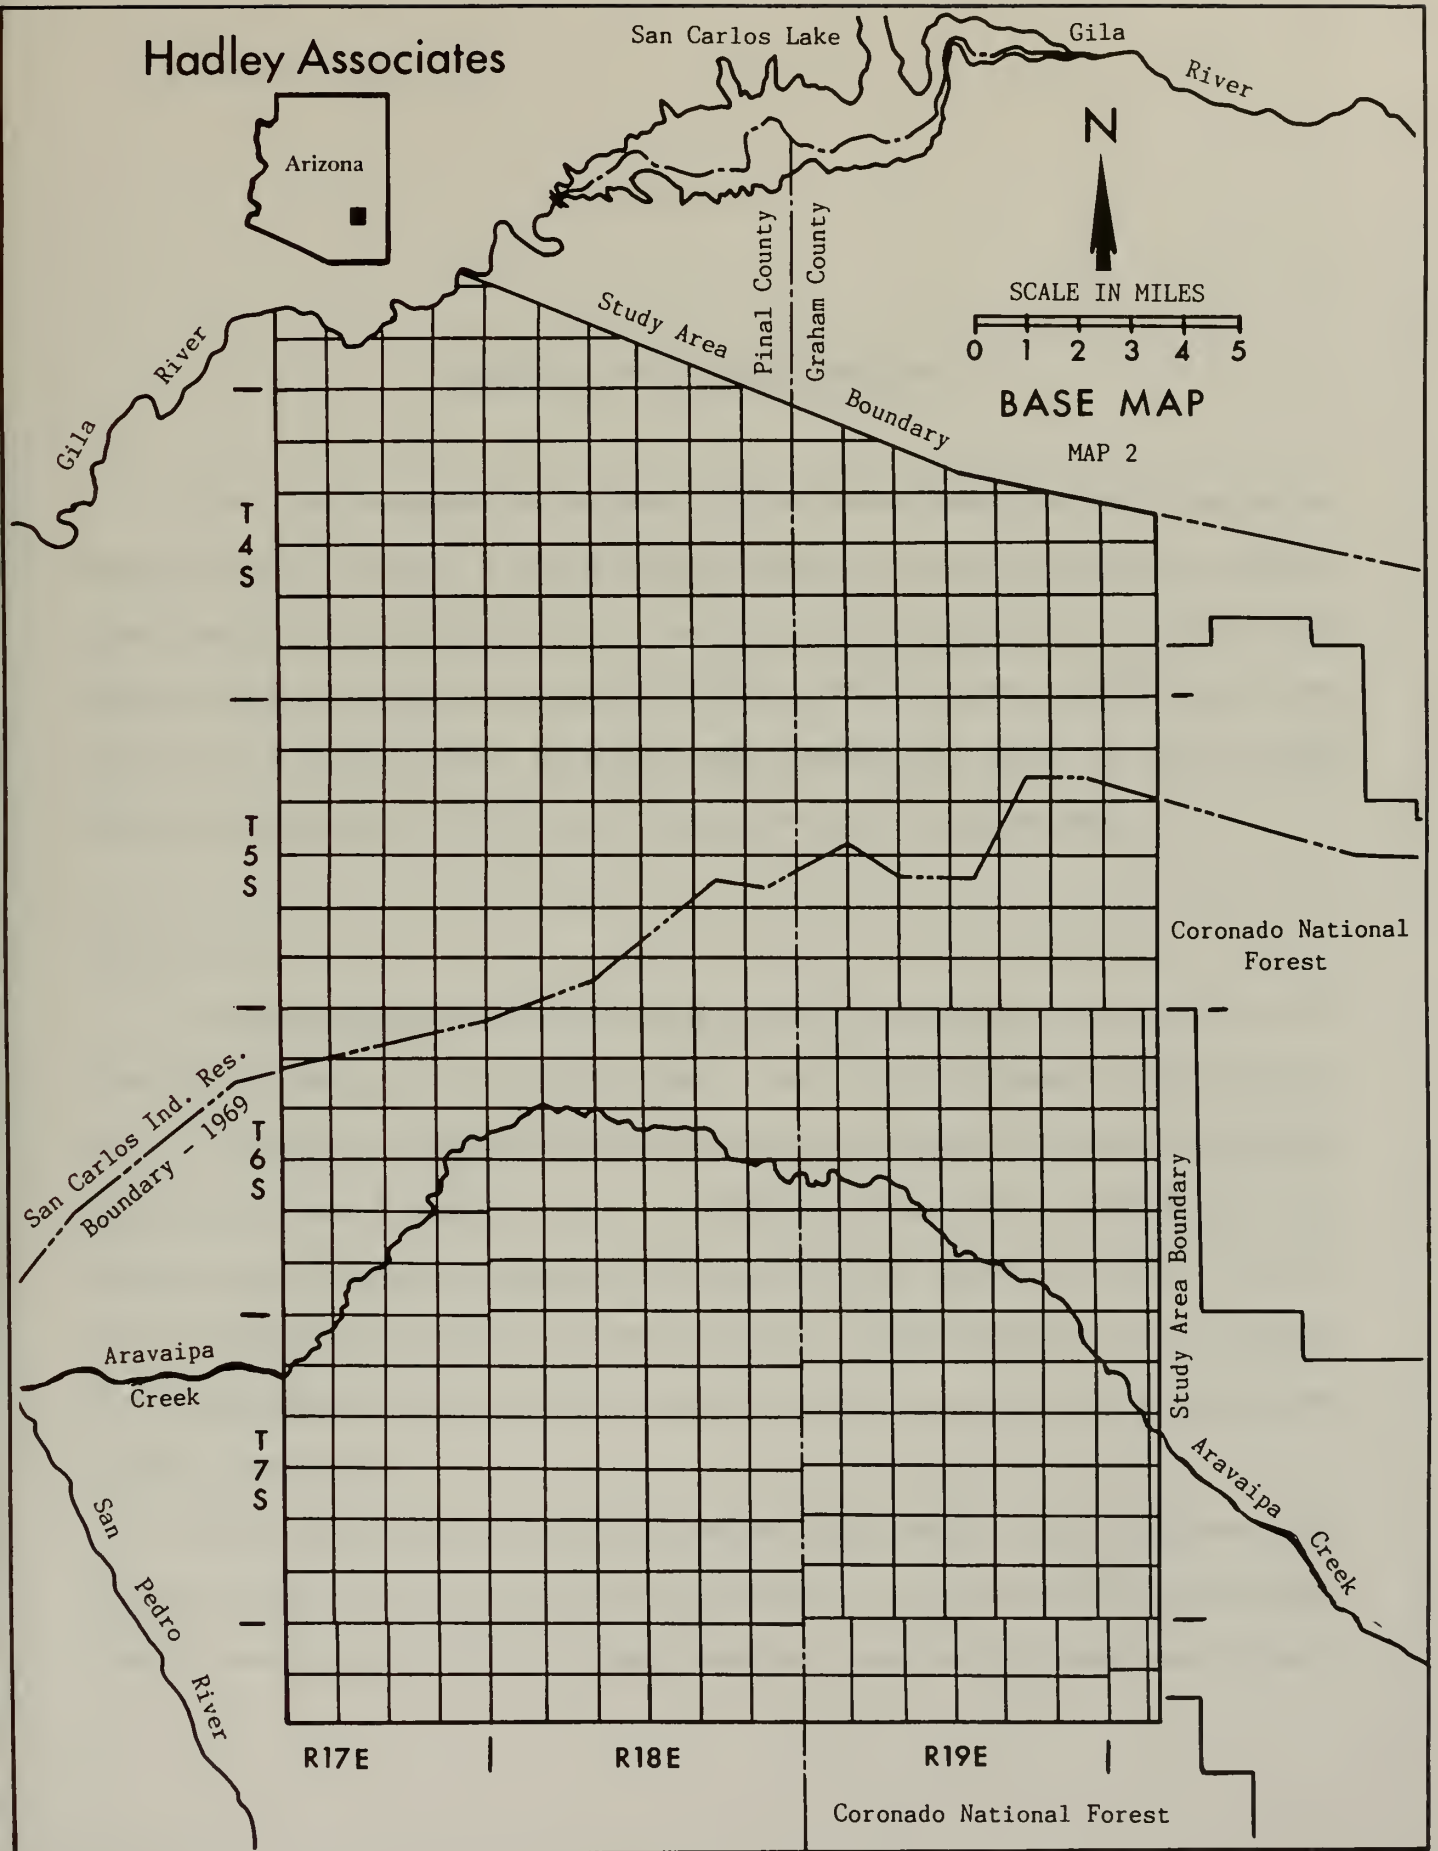 Hadley Associates
San Carlos Lake
Gila
River
Arizona
N
SCALE IN MILES
0 1 2 3 4 5
BASE MAP
MAP 2
Pinal County
Graham County
Study Area
Boundary
Gila
River
T
4
S
T
5
S
Coronado National
Forest
San Carlos Ind. Res.
Boundary - 1969
T
6
S
Study Area Boundary
Aravaipa
Creek
T
7
S
Aravaipa
Creek
San
Pedro
River
R17E
R18E
R19E
Coronado National Forest